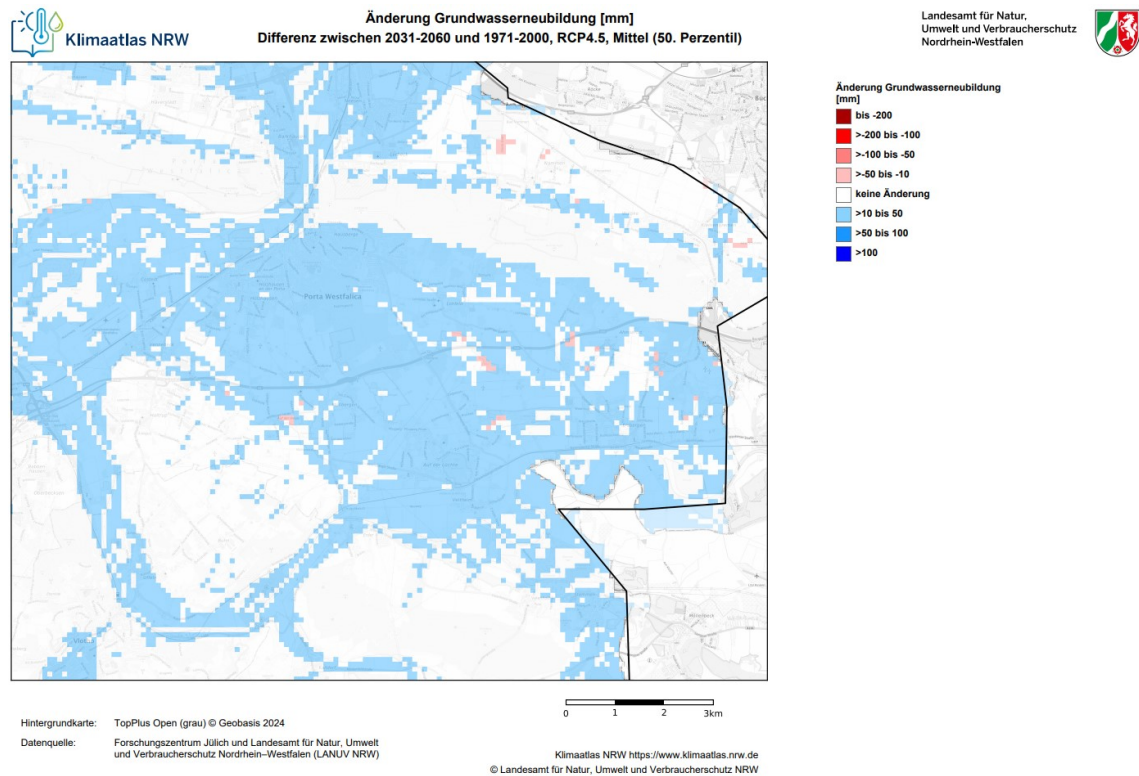 Klimaatlas NRW
Änderung Grundwasserneubildung [mm]
Differenz zwischen 2031-2060 und 1971-2000, RCP4.5, Mittel (50. Perzentil)
Landesamt für Natur,
Umwelt und Verbraucherschutz
Nordrhein-Westfalen
Änderung Grundwasserneubildung
[mm]
bis -200
>-200 bis -100
>-100 bis -50
>-50 bis -10
keine Änderung
>10 bis 50
>50 bis 100
>100
Porta Westfalica
0 1 2 3km
Hintergrundkarte: TopPlus Open (grau) © Geobasis 2024
Datenquelle: Forschungszentrum Jülich und Landesamt für Natur, Umwelt
und Verbraucherschutz Nordrhein–Westfalen (LANUV NRW)
Klimaatlas NRW https://www.klimaatlas.nrw.de
© Landesamt für Natur, Umwelt und Verbraucherschutz NRW